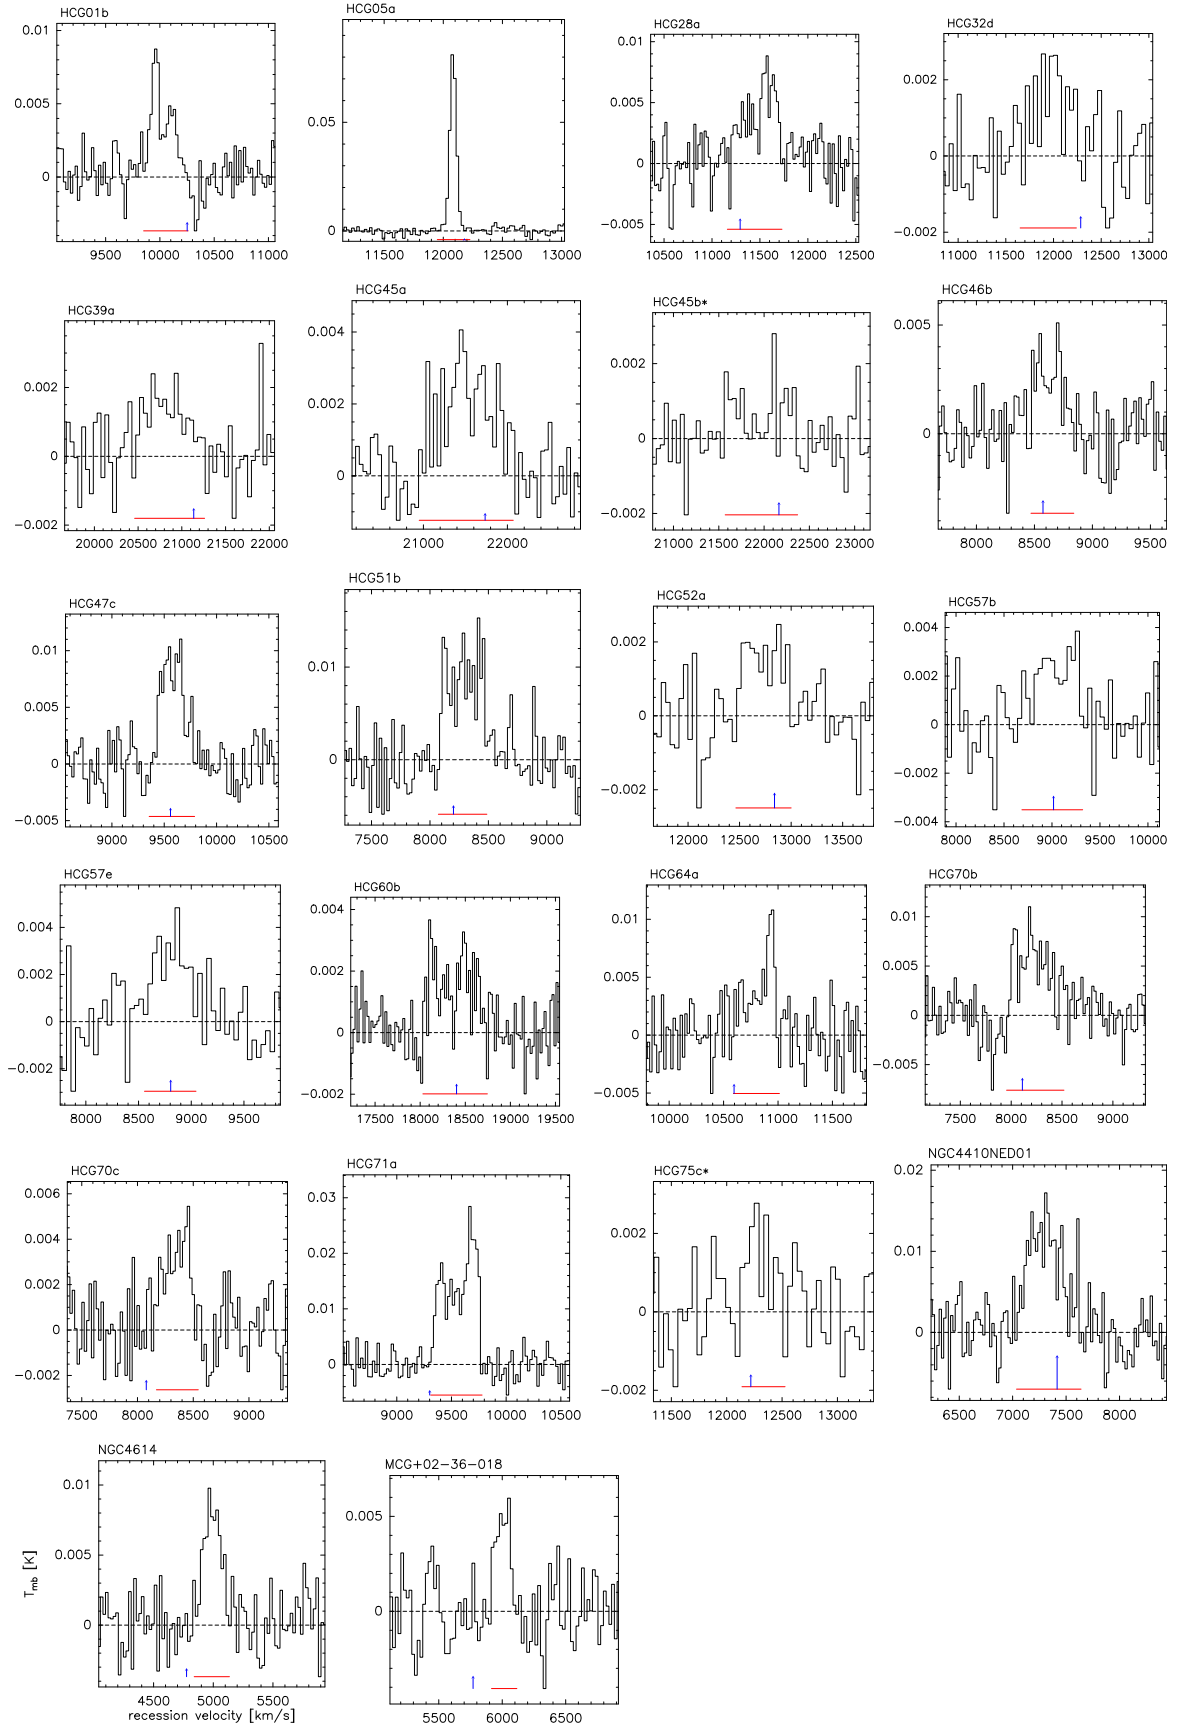 HCG01b
0.01
0.005
0
9500 10000 10500 11000
HCG05a
0.05
0
11500 12000 12500 13000
HCG28a
0.01
0.005
0
−0.005
10500 11000 11500 12000 12500
HCG32d
0.002
0
−0.002
11000 11500 12000 12500 13000
HCG39a
0.002
0
−0.002
20000 20500 21000 21500 22000
HCG45a
0.004
0.002
0
21000 22000
HCG45b*
0.002
0
−0.002
21000 21500 22000 22500 23000
HCG46b
0.005
0
8000 8500 9000 9500
HCG47c
0.01
0.005
0
−0.005
9000 9500 10000 10500
HCG51b
0.01
0
7500 8000 8500 9000
HCG52a
0.002
0
−0.002
12000 12500 13000 13500
HCG57b
0.004
0.002
0
−0.002
−0.004
8000 8500 9000 9500 10000
HCG57e
0.004
0.002
0
−0.002
8000 8500 9000 9500
HCG60b
0.004
0.002
0
−0.002
17500 18000 18500 19000 19500
HCG64a
0.01
0.005
0
−0.005
10000 10500 11000 11500
HCG70b
0.01
0.005
0
−0.005
7500 8000 8500 9000
HCG70c
0.006
0.004
0.002
0
−0.002
7500 8000 8500 9000
HCG71a
0.03
0.02
0.01
0
9000 9500 10000 10500
HCG75c*
0.002
0
−0.002
11500 12000 12500 13000
NGC4410NED01
0.02
0.01
0
6500 7000 7500 8000
NGC4614
0.01
0.005
0
T_mb [K]
4500 5000 5500
recession velocity [km/s]
MCG+02−36−018
0.005
0
5500 6000 6500